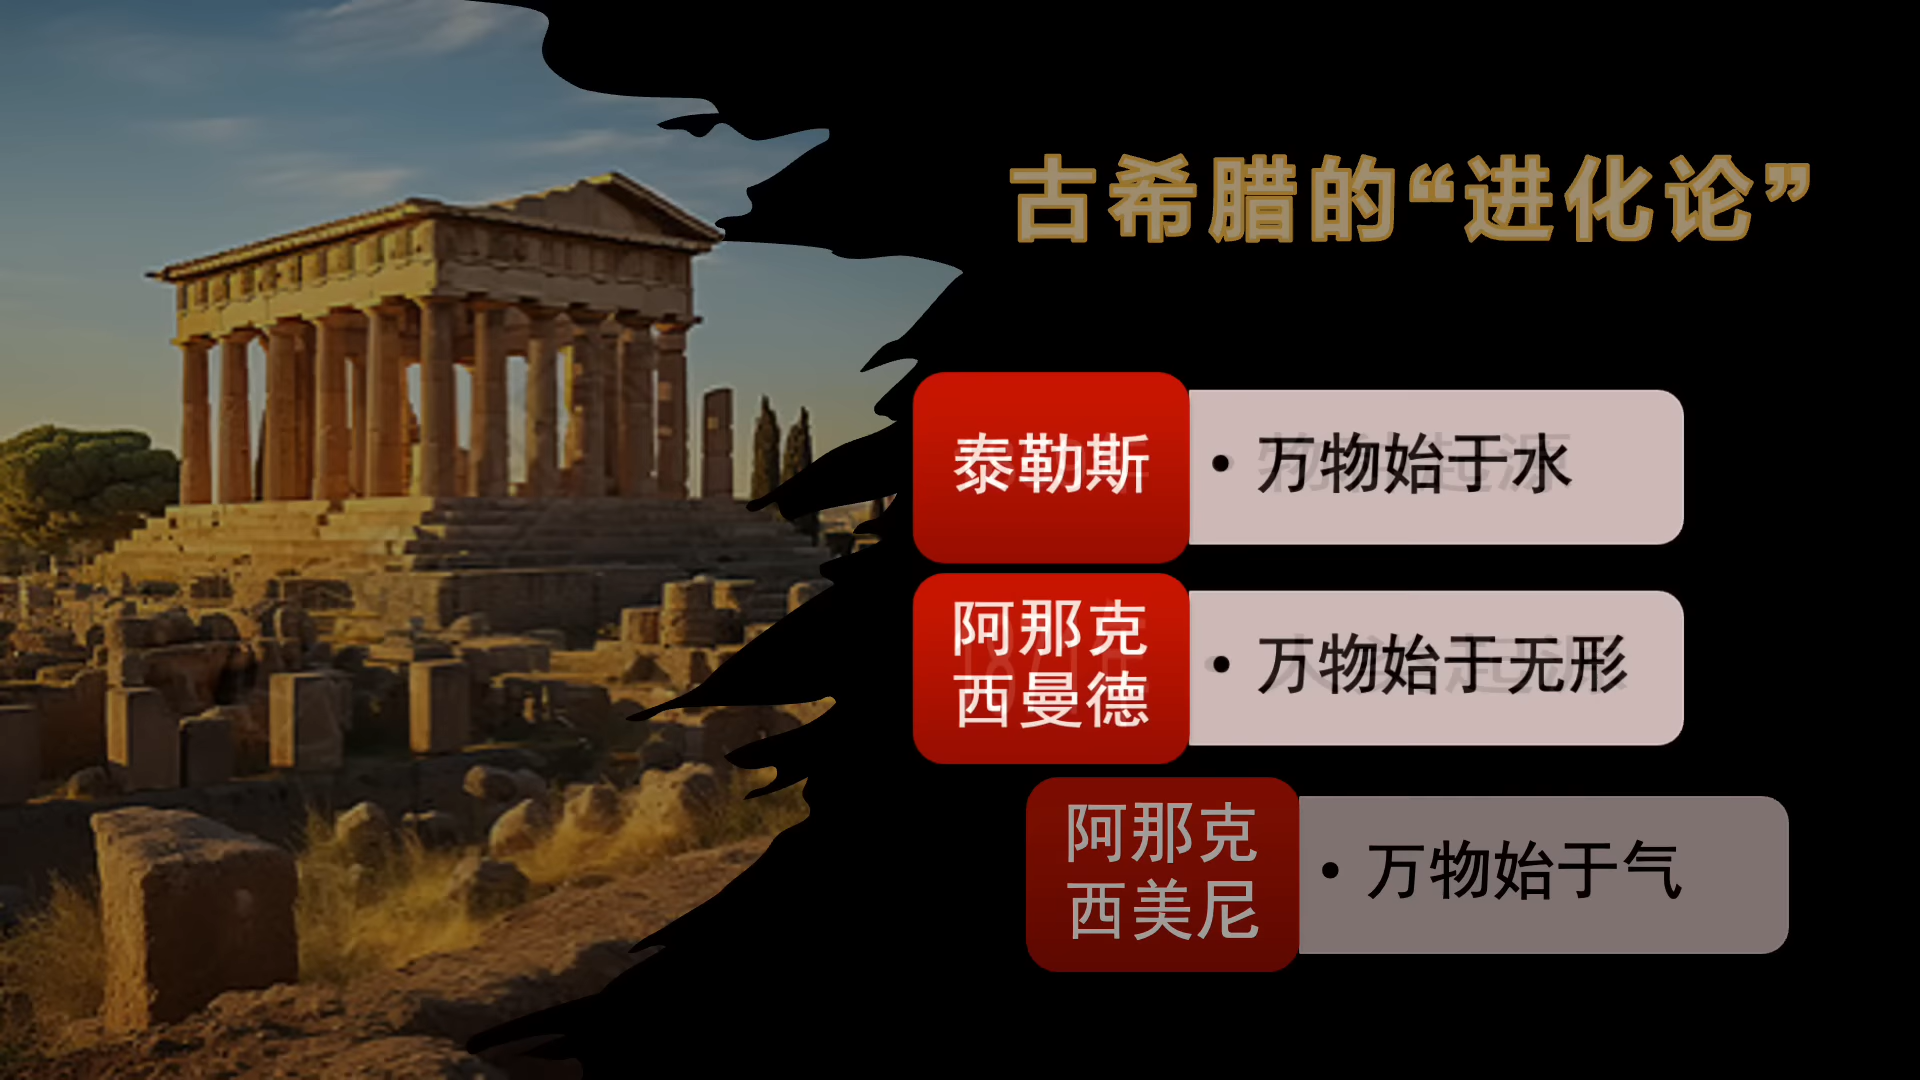 古希腊的“进化论”
泰勒斯
• 万物始于水
阿那克
西曼德
• 万物始于无形
阿那克
西美尼
• 万物始于气